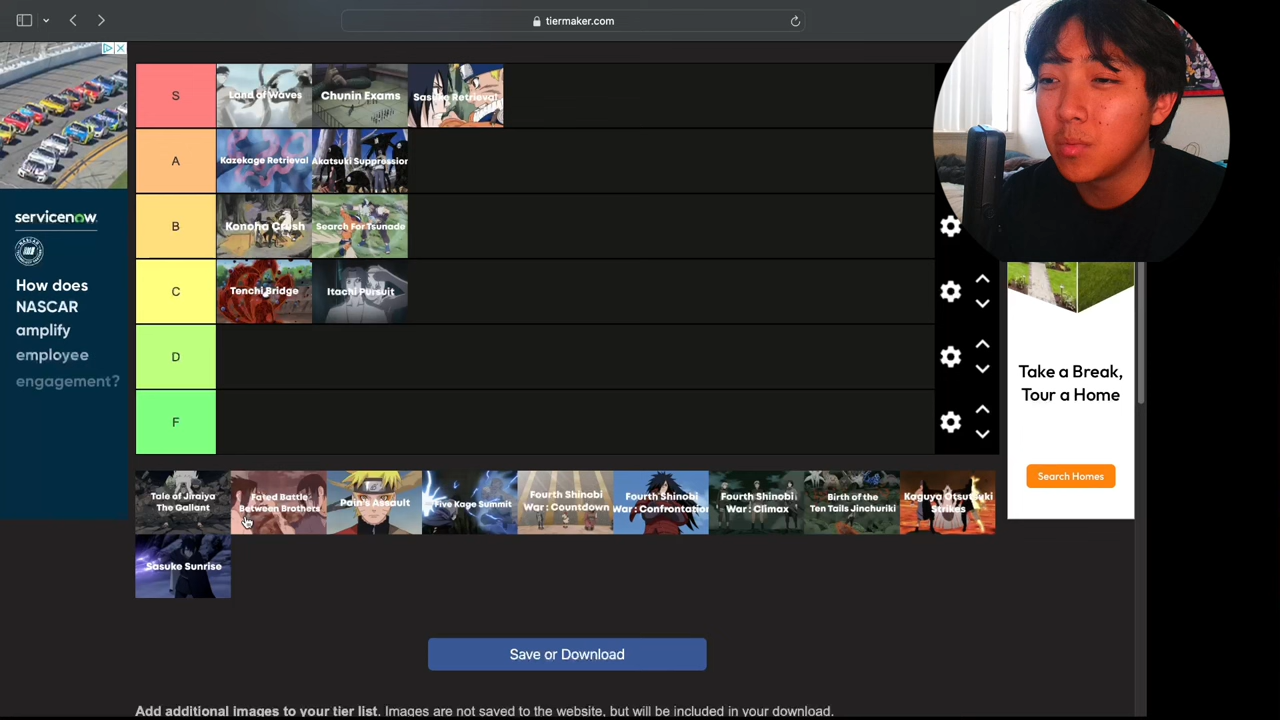 tiermaker.com
S
Land of Waves
Chunin Exams
Sasuke Retrieval
A
Kazekage Retrieval
Akatsuki Suppression
B
Konoha Crush
Search For Tsunade
C
Tenchi Bridge
Itachi Pursuit
D
F
servicenow
How does
NASCAR
amplify
employee
engagement?
Take a Break,
Tour a Home
Search Homes
Tale of Jiraiya
The Gallant
Fated Battle
Between Brothers
Pain's Assault
Five Kage Summit
Fourth Shinobi
War : Countdown
Fourth Shinobi
War : Confrontation
Fourth Shinobi
War : Climax
Birth of the
Ten Tails Jinchuriki
Kaguya Otsutsuki
Strikes
Sasuke Sunrise
Save or Download
Add additional images to your tier list. Images are not saved to the website, but will be included in your download.